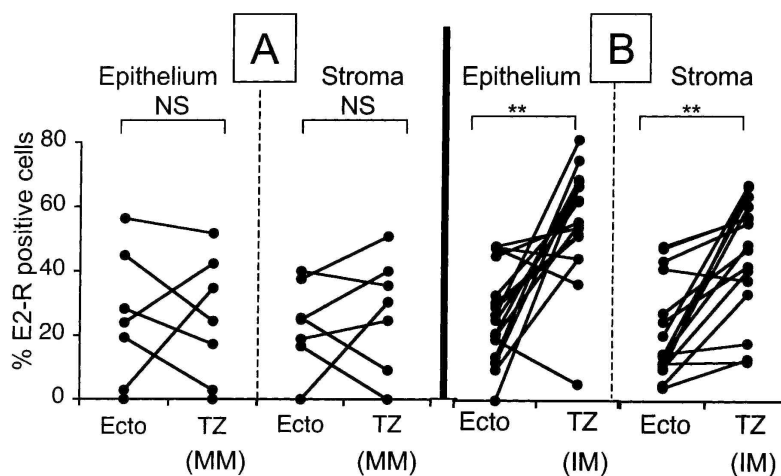 A B
Epithelium Stroma Epithelium Stroma
NS NS ** **
% E2-R positive cells
80
60
40
20
0
Ecto TZ Ecto TZ Ecto TZ Ecto TZ
(MM) (MM) (IM) (IM)